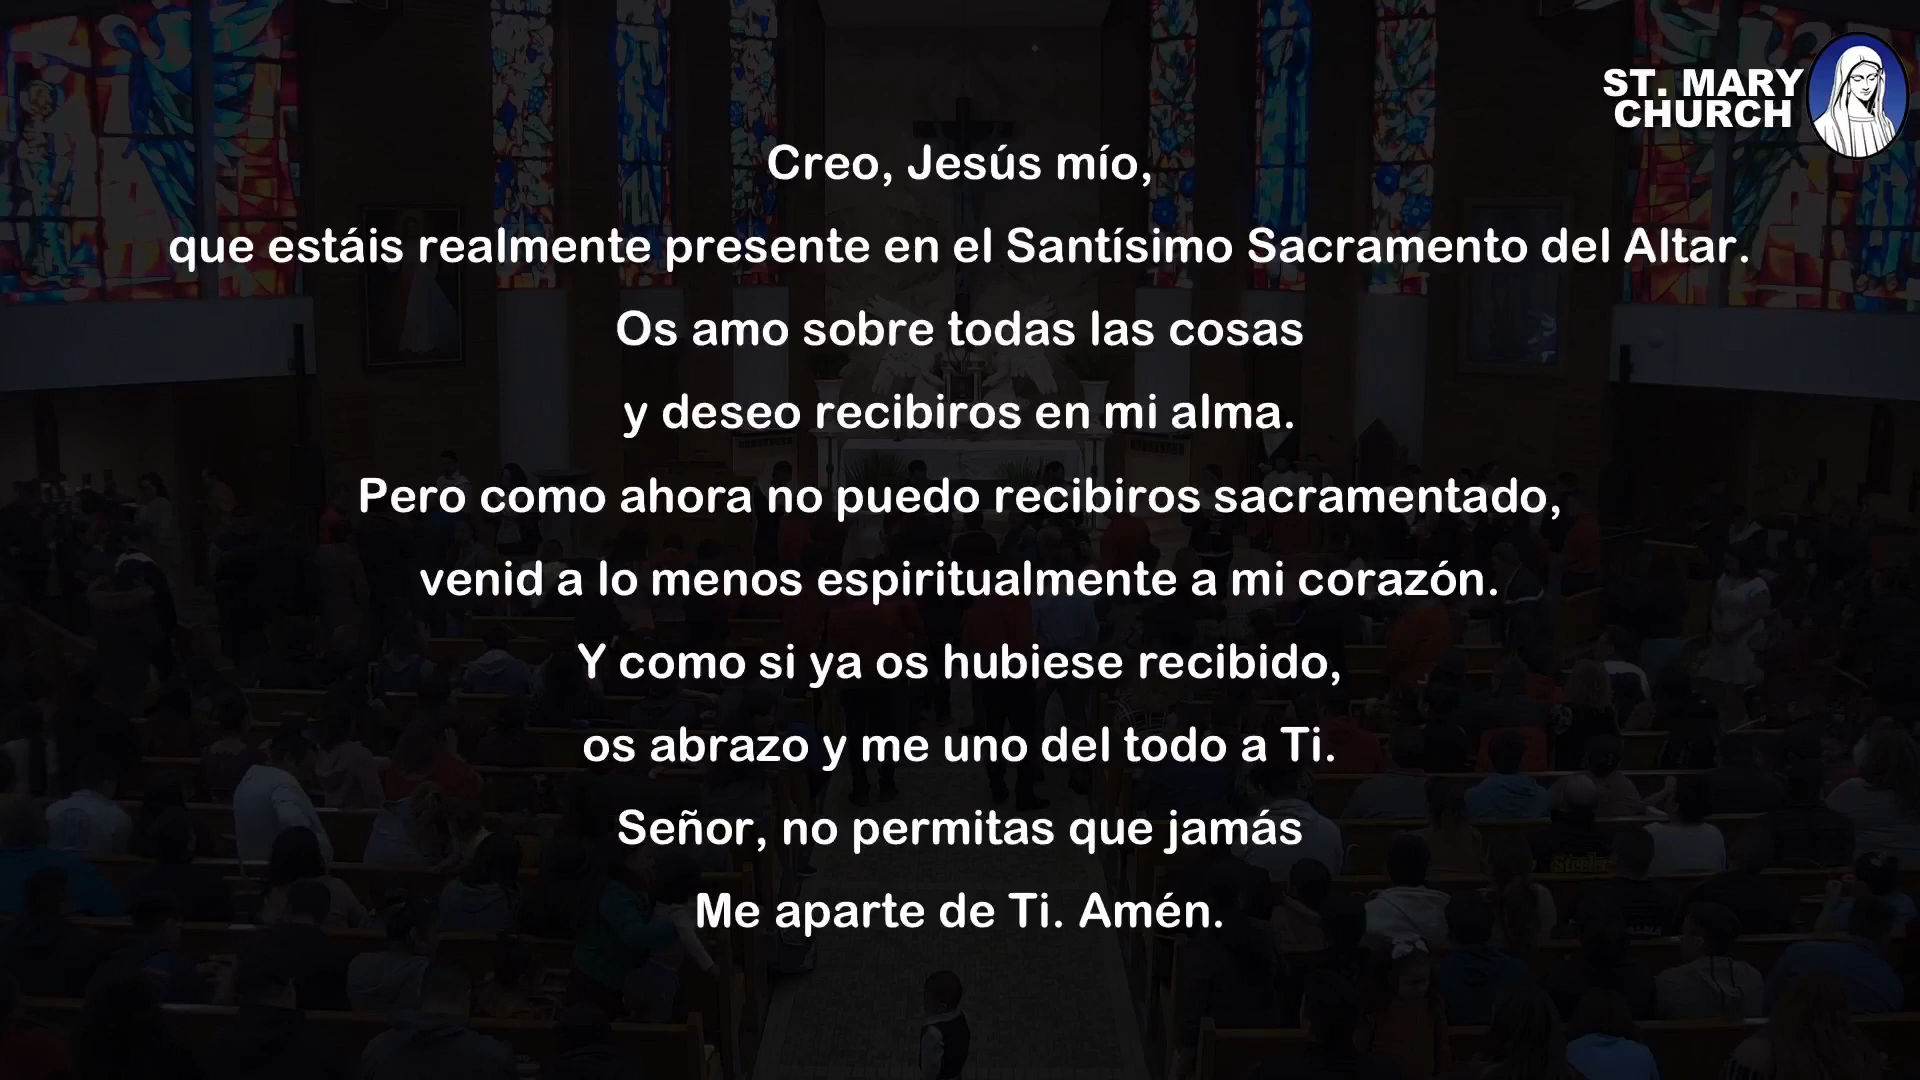 ST. MARY
CHURCH
Creo, Jesús mío,
que estáis realmente presente en el Santísimo Sacramento del Altar.
Os amo sobre todas las cosas
y deseo recibiros en mi alma.
Pero como ahora no puedo recibiros sacramentado,
venid a lo menos espiritualmente a mi corazón.
Y como si ya os hubiese recibido,
os abrazo y me uno del todo a Ti.
Señor, no permitas que jamás
Me aparte de Ti. Amén.
Steelers